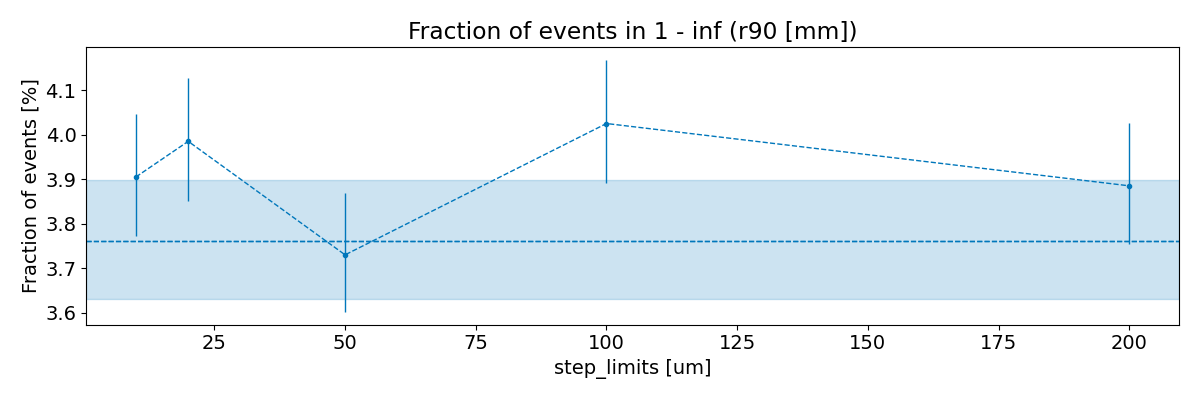 Fraction of events in 1 - inf (r90 [mm])
Fraction of events [%]
4.1
4.0
3.9
3.8
3.7
3.6
25 50 75 100 125 150 175 200
step_limits [um]